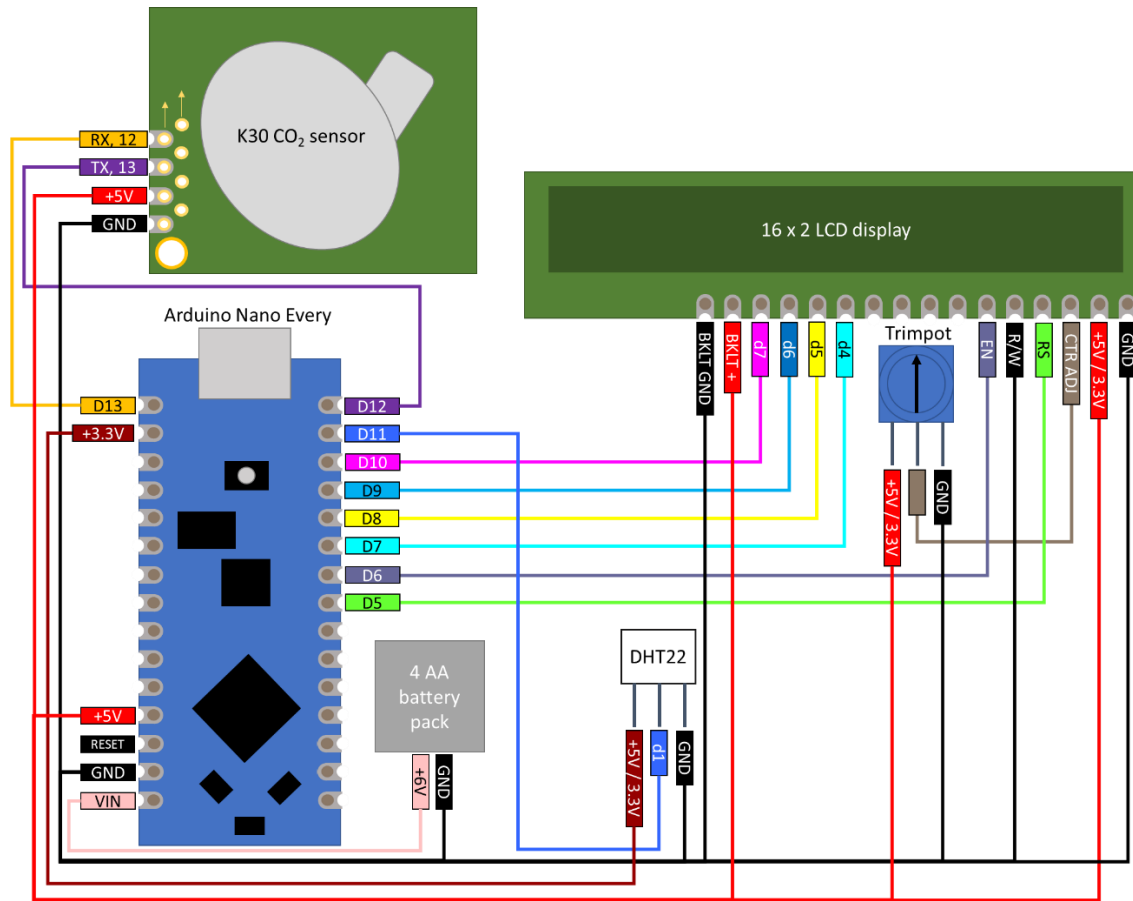 K30 CO₂ sensor
RX, 12
TX, 13
+5V
GND
16 x 2 LCD display
BKLT GND
BKLT +
d7
d6
d5
d4
Trimpot
EN
R/W
RS
CTR ADJ
+5V / 3.3V
GND
Arduino Nano Every
D13
+3.3V
D12
D11
D10
D9
D8
D7
D6
D5
+5V / 3.3V
GND
+5V
RESET
GND
VIN
4 AA
battery
pack
+6V
GND
DHT22
+5V / 3.3V
d1
GND